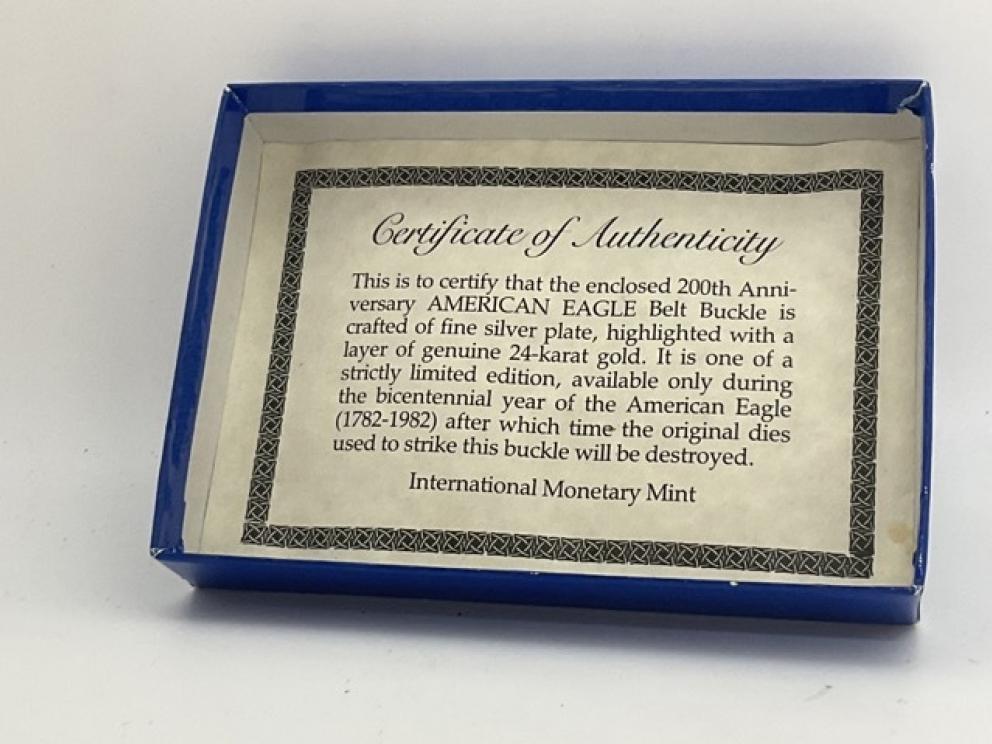 Certificate of Authenticity
This is to certify that the enclosed 200th Anni-
versary AMERICAN EAGLE Belt Buckle is
crafted of fine silver plate, highlighted with a
layer of genuine 24-karat gold. It is one of a
strictly limited edition, available only during
the bicentennial year of the American Eagle
(1782-1982) after which time the original dies
used to strike this buckle will be destroyed.
International Monetary Mint